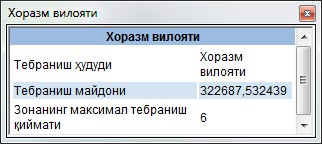 Хоразм вилояти
Хоразм вилояти
Тебраниш ҳудуди
Хоразм
вилояти
Тебраниш майдони
322687,532439
Зонанинг максимал тебраниш
қиймати
6